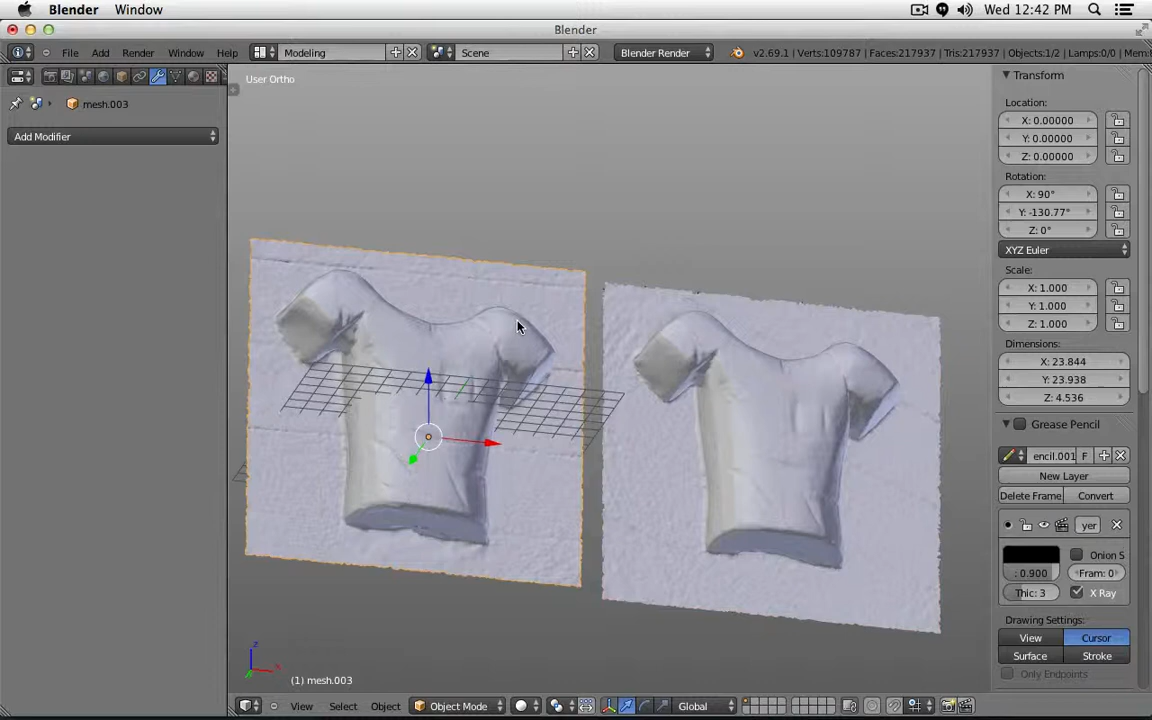 Blender Window Wed 12:42 PM
Blender
File Add Render Window Help Modeling Scene Blender Render v2.69.1 | Verts:109787 | Faces:217937 | Tris:217937 | Objects:1/2 | Lamps:0/0 | Mem:
mesh.003
Add Modifier
User Ortho
(1) mesh.003
View Select Object Object Mode Global
Transform
Location:
X: 0.00000
Y: 0.00000
Z: 0.00000
Rotation:
X: 90°
Y: -130.77°
Z: 0°
XYZ Euler
Scale:
X: 1.000
Y: 1.000
Z: 1.000
Dimensions:
X: 23.844
Y: 23.938
Z: 4.536
Grease Pencil
encil.001 F
New Layer
Delete Frame Convert
yer
Onion S
: 0.900 Fram: 0
Thic: 3 X Ray
Drawing Settings:
View Cursor
Surface Stroke
Only Endpoints